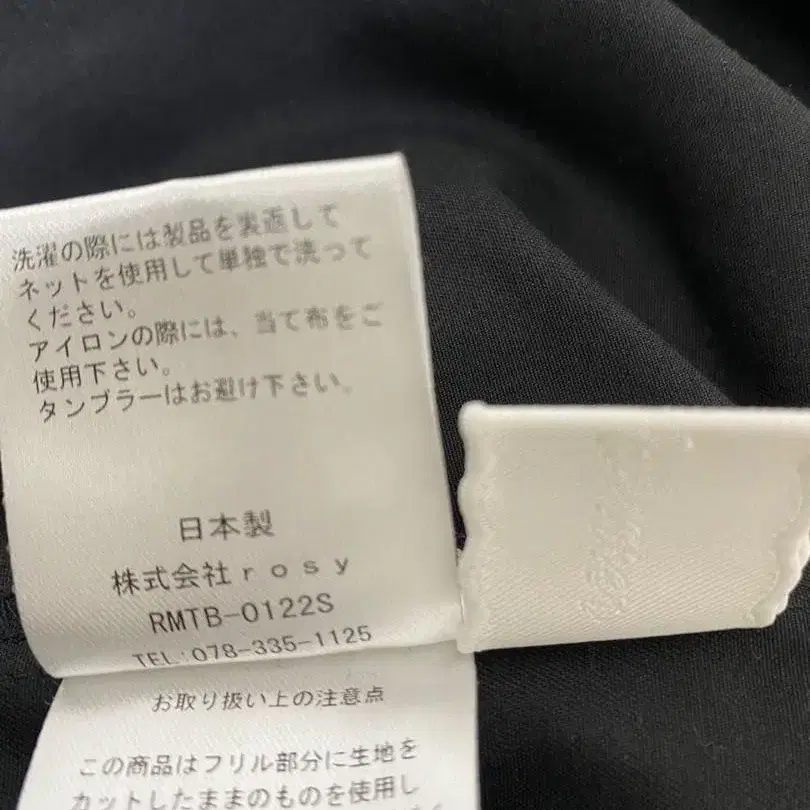 洗濯の際には製品を裏返して
ネットを使用して単独で洗って
ください。
アイロンの際には、当て布をご
使用下さい。
タンブラーはお避け下さい。
日本製
株式会社rosy
RMTB-0122S
TEL:078-335-1125
お取り扱い上の注意点
この商品はフリル部分に生地を
カットしたままのものを使用し